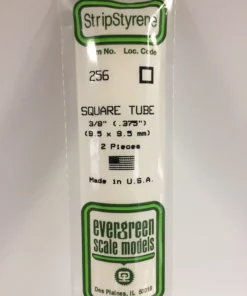 StripStyrene
Item No. Loc. Code
256
SQUARE TUBE
3/8" (.375")
(9.5 x 9.5 mm)
2 Pieces
Made in U.S.A.
evergreen
scale models
Des Plaines, IL 60018